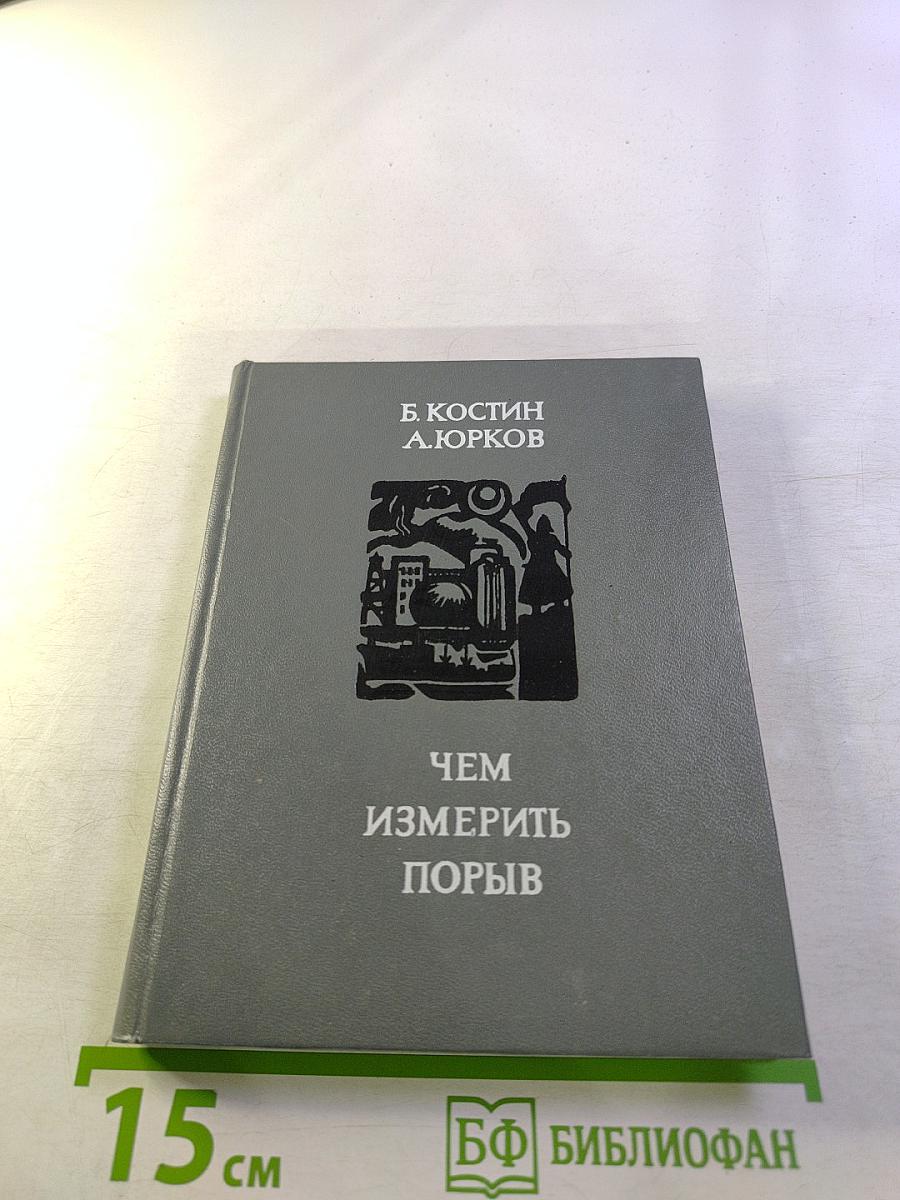 Б. КОСТИН
А. ЮРКОВ
ЧЕМ
ИЗМЕРИТЬ
ПОРЫВ
15 см
БФ БИБЛИОФАН